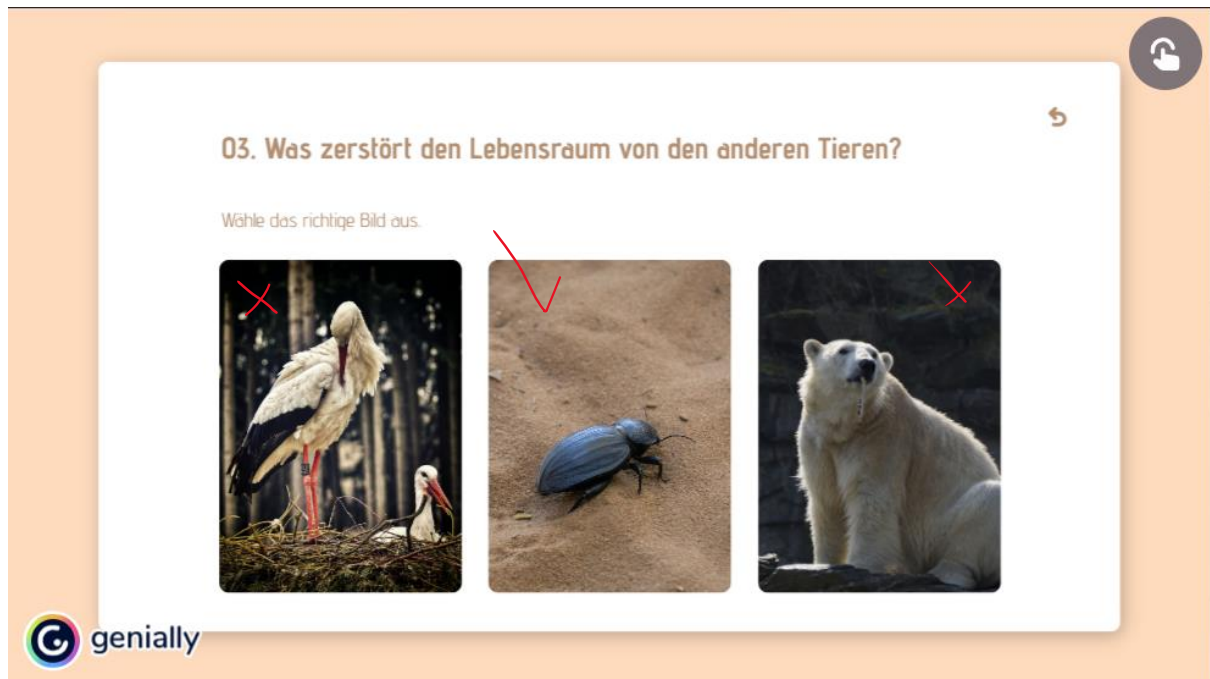 03. Was zerstört den Lebensraum von den anderen Tieren?
Wähle das richtige Bild aus.
genially